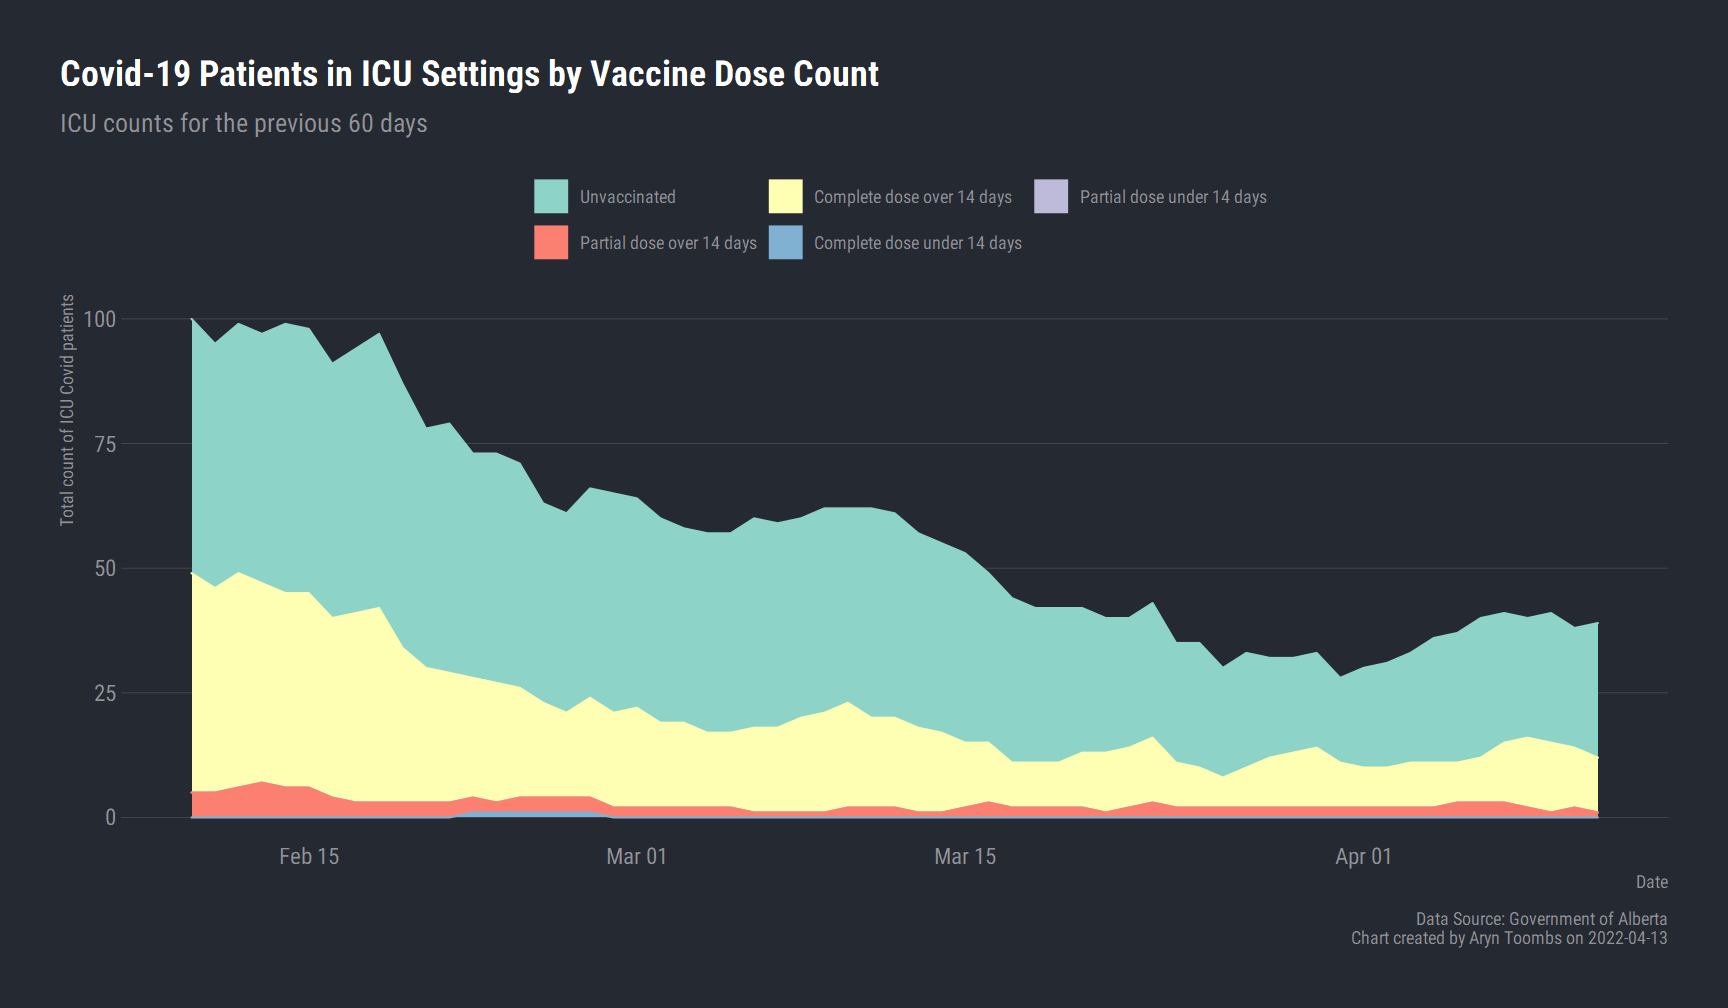 Covid-19 Patients in ICU Settings by Vaccine Dose Count
ICU counts for the previous 60 days
Unvaccinated
Complete dose over 14 days
Partial dose under 14 days
Partial dose over 14 days
Complete dose under 14 days
Total count of ICU Covid patients
100
75
50
25
0
Feb 15
Mar 01
Mar 15
Apr 01
Date
Data Source: Government of Alberta
Chart created by Aryn Toombs on 2022-04-13